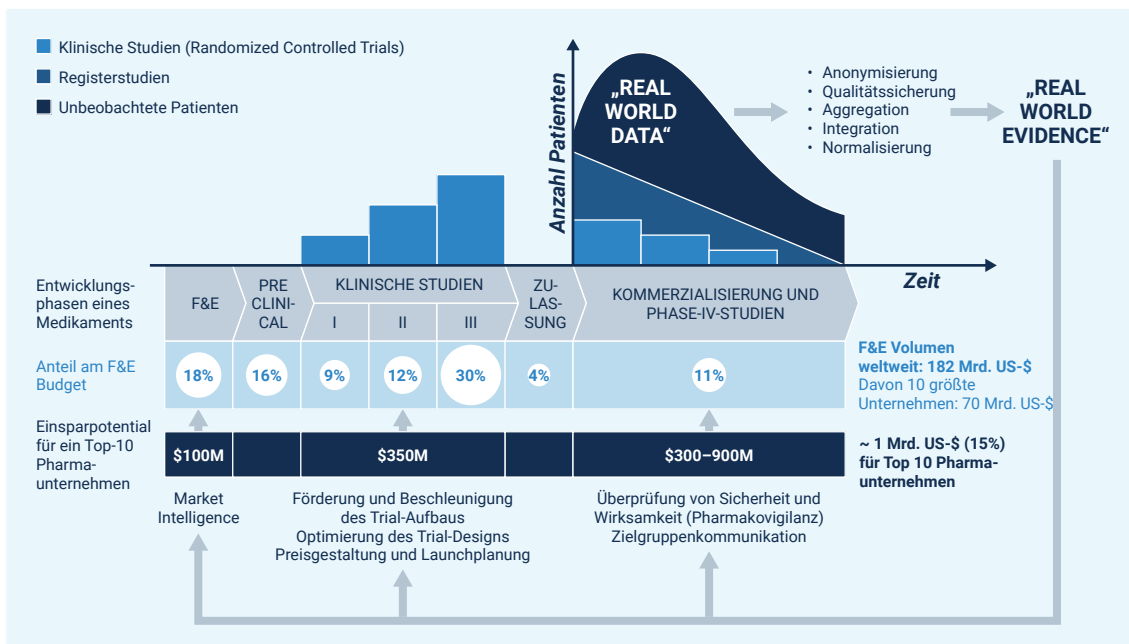 Klinische Studien (Randomized Controlled Trials)
Registerstudien
Unbeobachtete Patienten
Anzahl Patienten
„REAL
WORLD
DATA“
• Anonymisierung
• Qualitätssicherung
• Aggregation
• Integration
• Normalisierung
„REAL
WORLD
EVIDENCE“
Zeit
Entwicklungs-
phasen eines
Medikaments
F&E
PRE
CLINI-
CAL
KLINISCHE STUDIEN
I
II
III
ZU-
LAS-
SUNG
KOMMERZIALISIERUNG UND
PHASE-IV-STUDIEN
Anteil am F&E
Budget
18%
16%
9%
12%
30%
4%
11%
F&E Volumen
weltweit: 182 Mrd. US-$
Davon 10 größte
Unternehmen: 70 Mrd. US-$
Einsparpotential
für ein Top-10
Pharma-
unternehmen
$100M
$350M
$300–900M
~ 1 Mrd. US-$ (15%)
für Top 10 Pharma-
unternehmen
Market
Intelligence
Förderung und Beschleunigung
des Trial-Aufbaus
Optimierung des Trial-Designs
Preisgestaltung und Launchplanung
Überprüfung von Sicherheit und
Wirksamkeit (Pharmakovigilanz)
Zielgruppenkommunikation